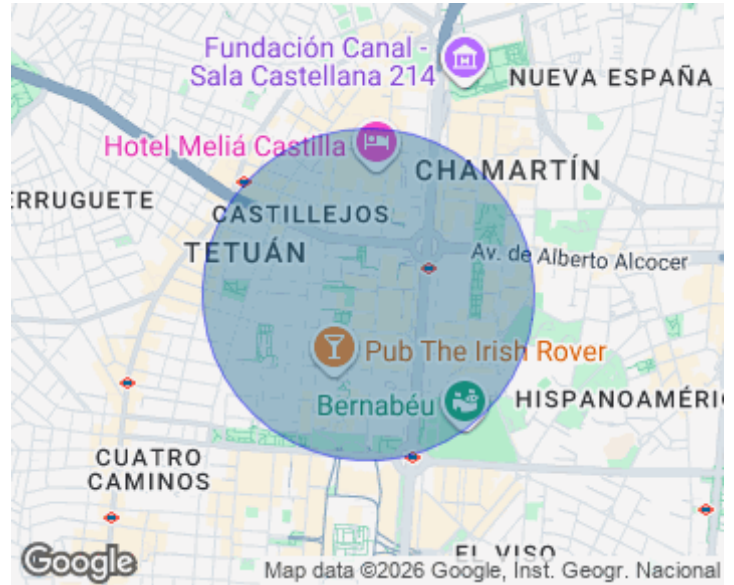 Fundación Canal -
Sala Castellana 214
NUEVA ESPAÑA
Hotel Meliá Castilla
CHAMARTÍN
ERRUGUETE
CASTILLEJOS
TETUÁN
Av. de Alberto Alcocer
Pub The Irish Rover
Bernabéu
HISPANOAMÉRI
CUATRO
CAMINOS
EL VISO
Google
Map data ©2026 Google, Inst. Geogr. Nacional